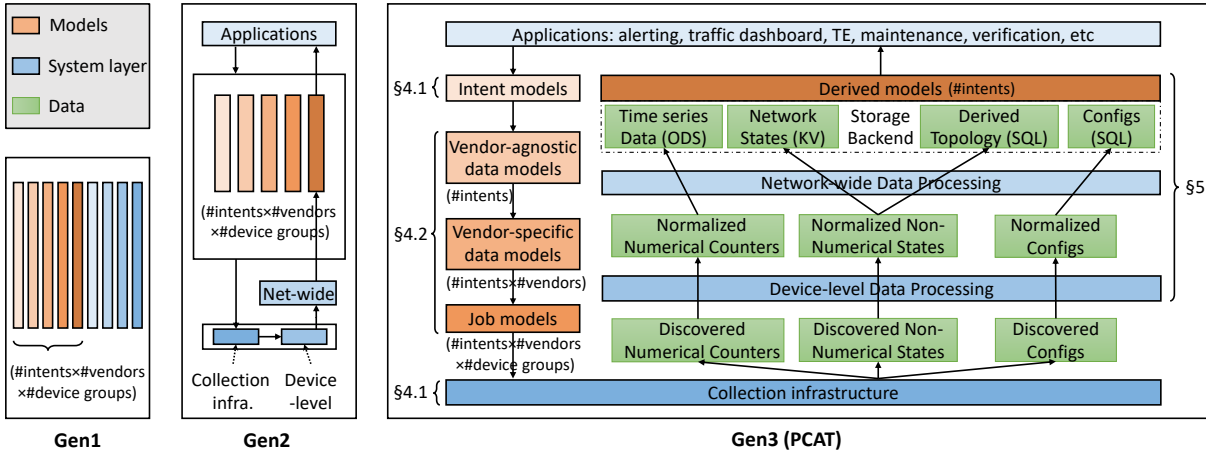 Models
System layer
Data
(#intents×#vendors
×#device groups)
Gen1
Applications
(#intents×#vendors
×#device groups)
Net-wide
Collection
infra.
Device
-level
Gen2
Applications: alerting, traffic dashboard, TE, maintenance, verification, etc
§4.1
Intent models
Derived models (#intents)
Time series
Data (ODS)
Network
States (KV)
Storage
Backend
Derived
Topology (SQL)
Configs
(SQL)
Vendor-agnostic
data models
(#intents)
Network-wide Data Processing
§5
§4.2
Vendor-specific
data models
(#intents×#vendors)
Normalized
Numerical Counters
Normalized Non-
Numerical States
Normalized
Configs
Device-level Data Processing
Job models
(#intents×#vendors
×#device groups)
Discovered
Numerical Counters
Discovered Non-
Numerical States
Discovered
Configs
§4.1
Collection infrastructure
Gen3 (PCAT)